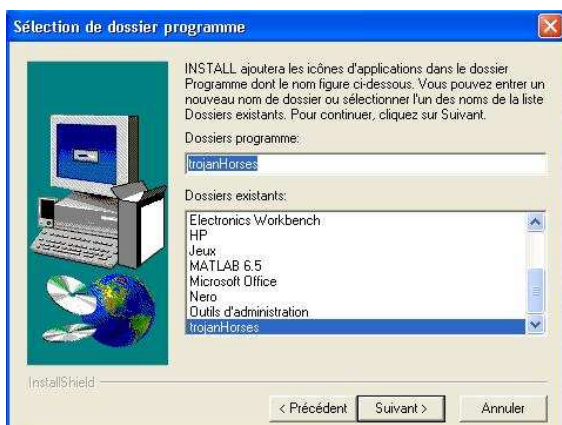 Sélection de dossier programme
INSTALL ajoutera les icônes d'applications dans le dossier
Programme dont le nom figure ci-dessous. Vous pouvez entrer un
nouveau nom de dossier ou sélectionner l'un des noms de la liste
Dossiers existants. Pour continuer, cliquez sur Suivant.
Dossiers programme:
trojanHorses
Dossiers existants:
Electronics Workbench
HP
Jeux
MATLAB 6.5
Microsoft Office
Nero
Outils d'administration
trojanHorses
InstallShield
< Précédent Suivant > Annuler